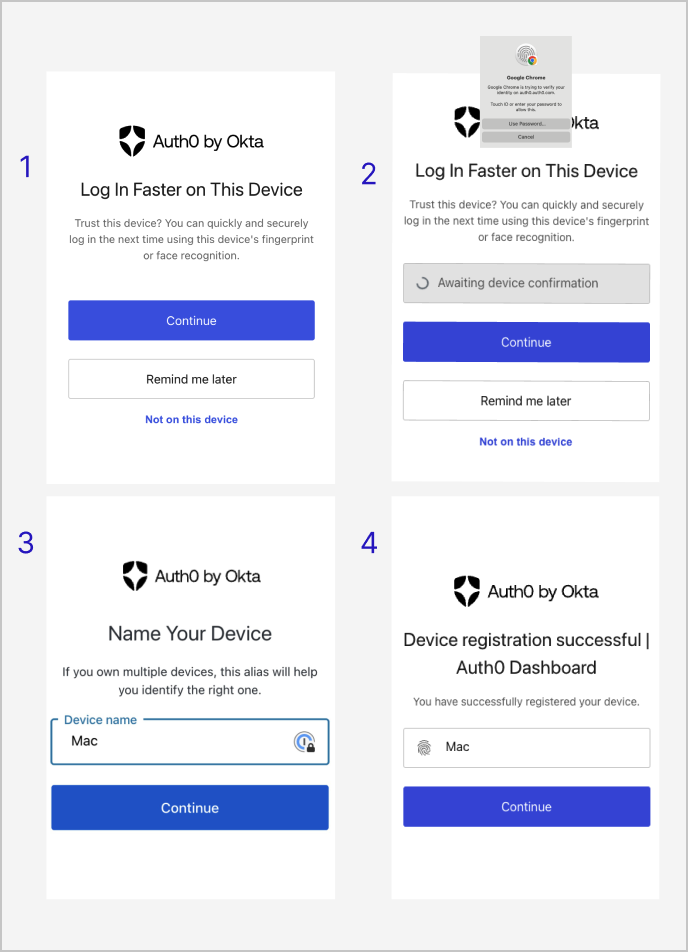 1
Auth0 by Okta
Log In Faster on This Device
Trust this device? You can quickly and securely
log in the next time using this device's fingerprint
or face recognition.
Continue
Remind me later
Not on this device
2
Google Chrome
Google Chrome is trying to verify your
identity on auth0.auth0.com.
Touch ID or enter your password to
allow this.
Use Password...
Cancel
kta
Log In Faster on This Device
Trust this device? You can quickly and securely
log in the next time using this device's fingerprint
or face recognition.
Awaiting device confirmation
Continue
Remind me later
Not on this device
3
Auth0 by Okta
Name Your Device
If you own multiple devices, this alias will help
you identify the right one.
Device name
Mac
Continue
4
Auth0 by Okta
Device registration successful |
Auth0 Dashboard
You have successfully registered your device.
Mac
Continue